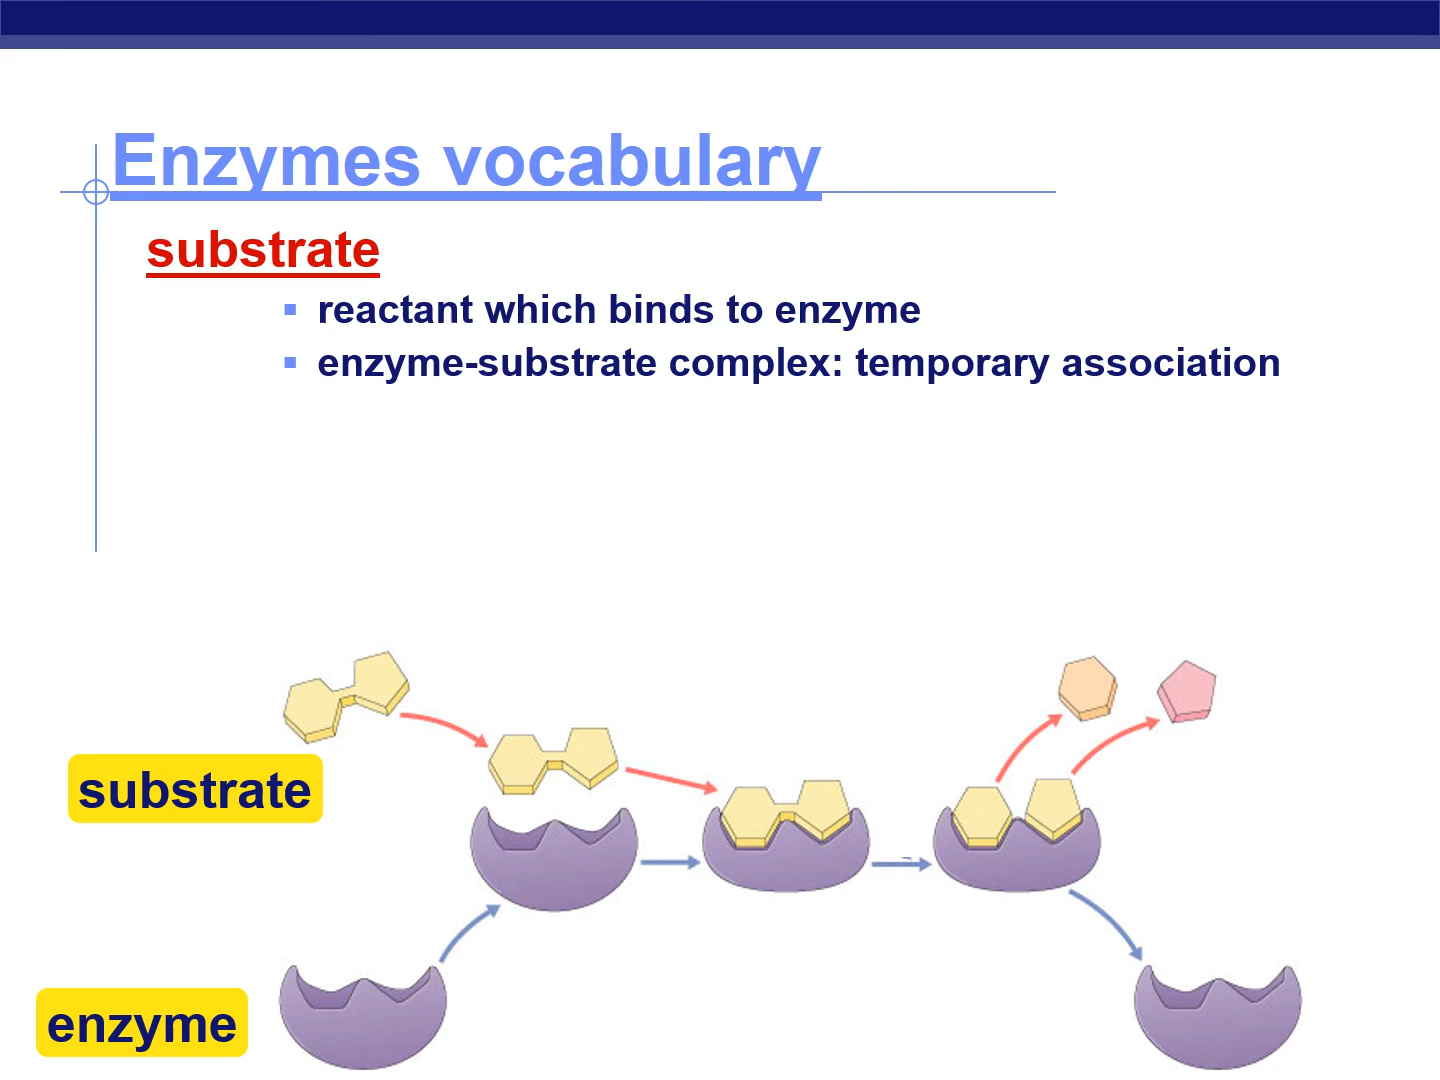 Enzymes vocabulary
substrate
▪ reactant which binds to enzyme
▪ enzyme-substrate complex: temporary association
substrate
enzyme